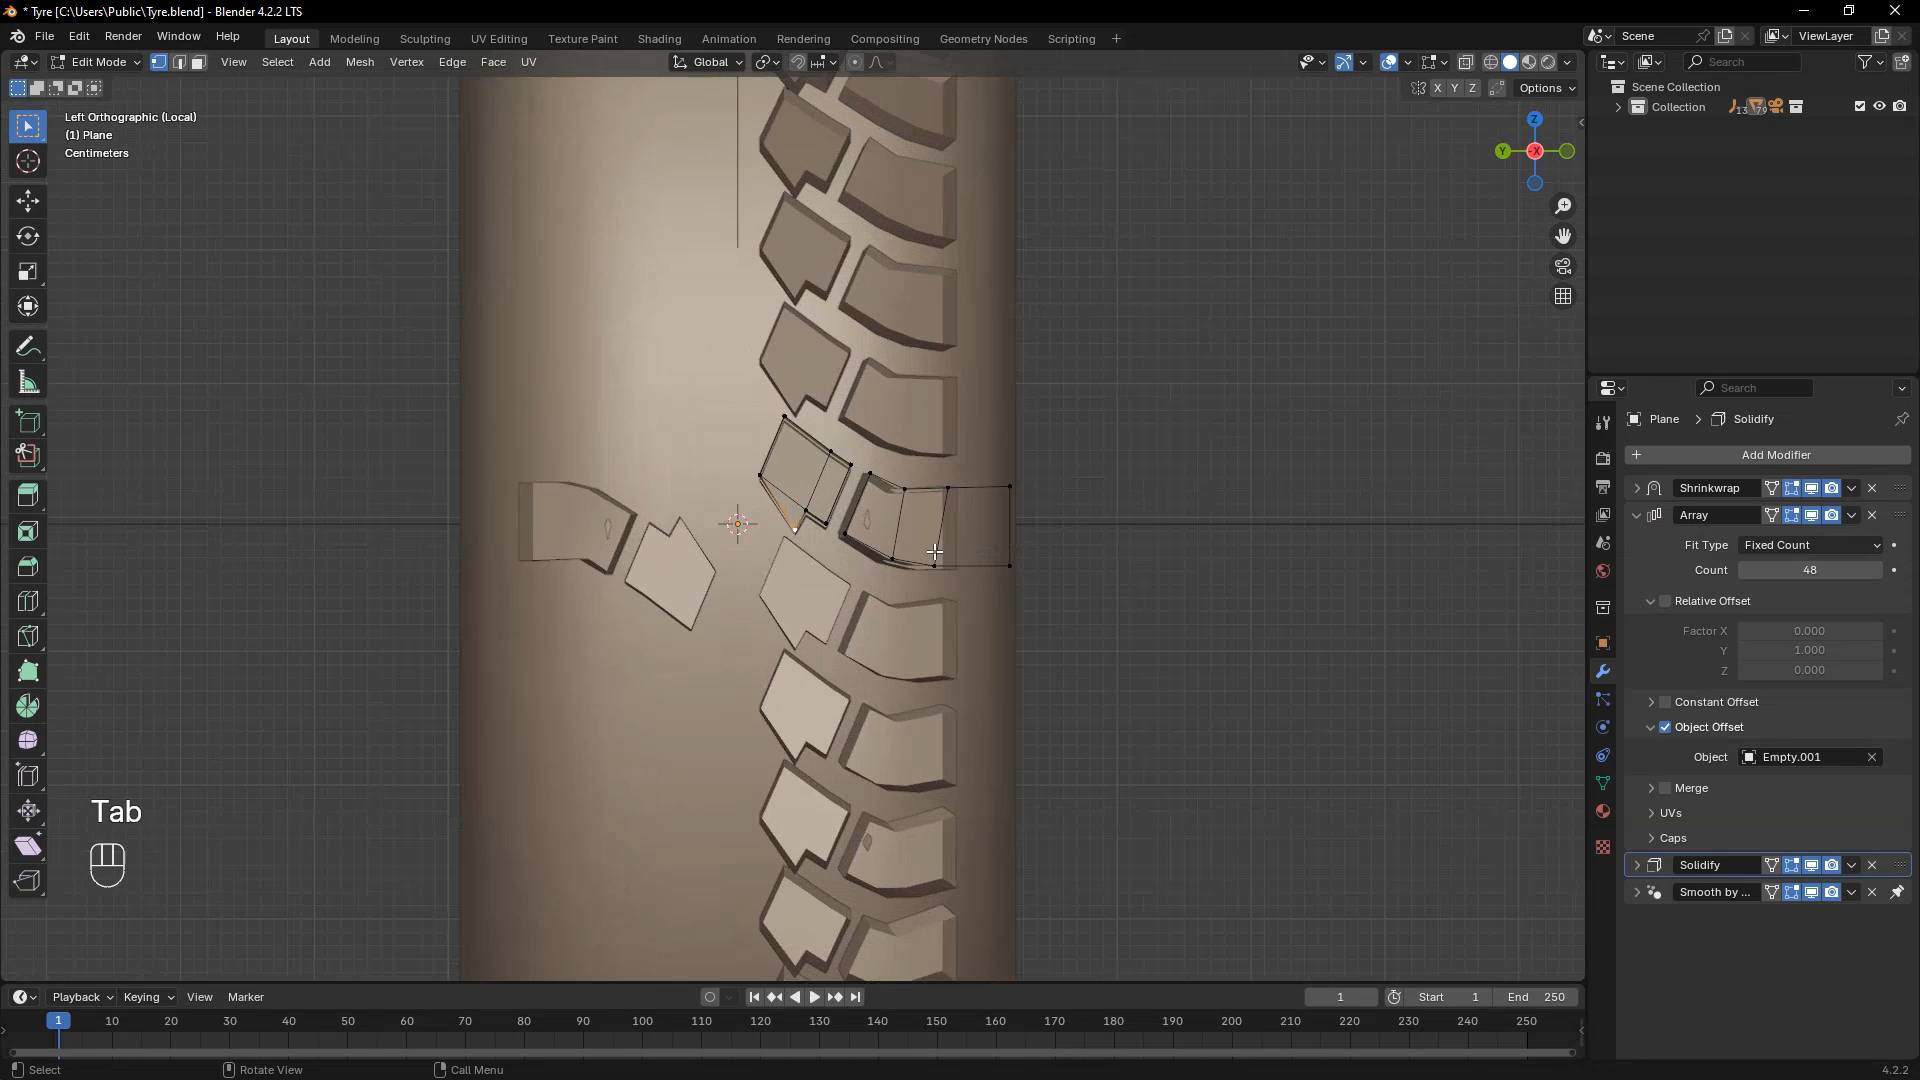 * Tyre [C:\Users\Public\Tyre.blend] - Blender 4.2.2 LTS
File Edit Render Window Help
Layout Modeling Sculpting UV Editing Texture Paint Shading Animation Rendering Compositing Geometry Nodes Scripting +
Scene ViewLayer
Edit Mode View Select Add Mesh Vertex Edge Face UV Global
Search
X Y Z Options
Scene Collection
Collection 13 79
Left Orthographic (Local)
(1) Plane
Centimeters
Z
Y -X
Search
Plane > Solidify
+ Add Modifier
Shrinkwrap
Array
Fit Type Fixed Count
Count 48
Relative Offset
Factor X 0.000
Y 1.000
Z 0.000
Constant Offset
Object Offset
Object Empty.001
Merge
UVs
Caps
Solidify
Smooth by ...
Tab
Playback Keying View Marker 1 Start 1 End 250
1 10 20 30 40 50 60 70 80 90 100 110 120 130 140 150 160 170 180 190 200 210 220 230 240 250
Select Rotate View Call Menu 4.2.2